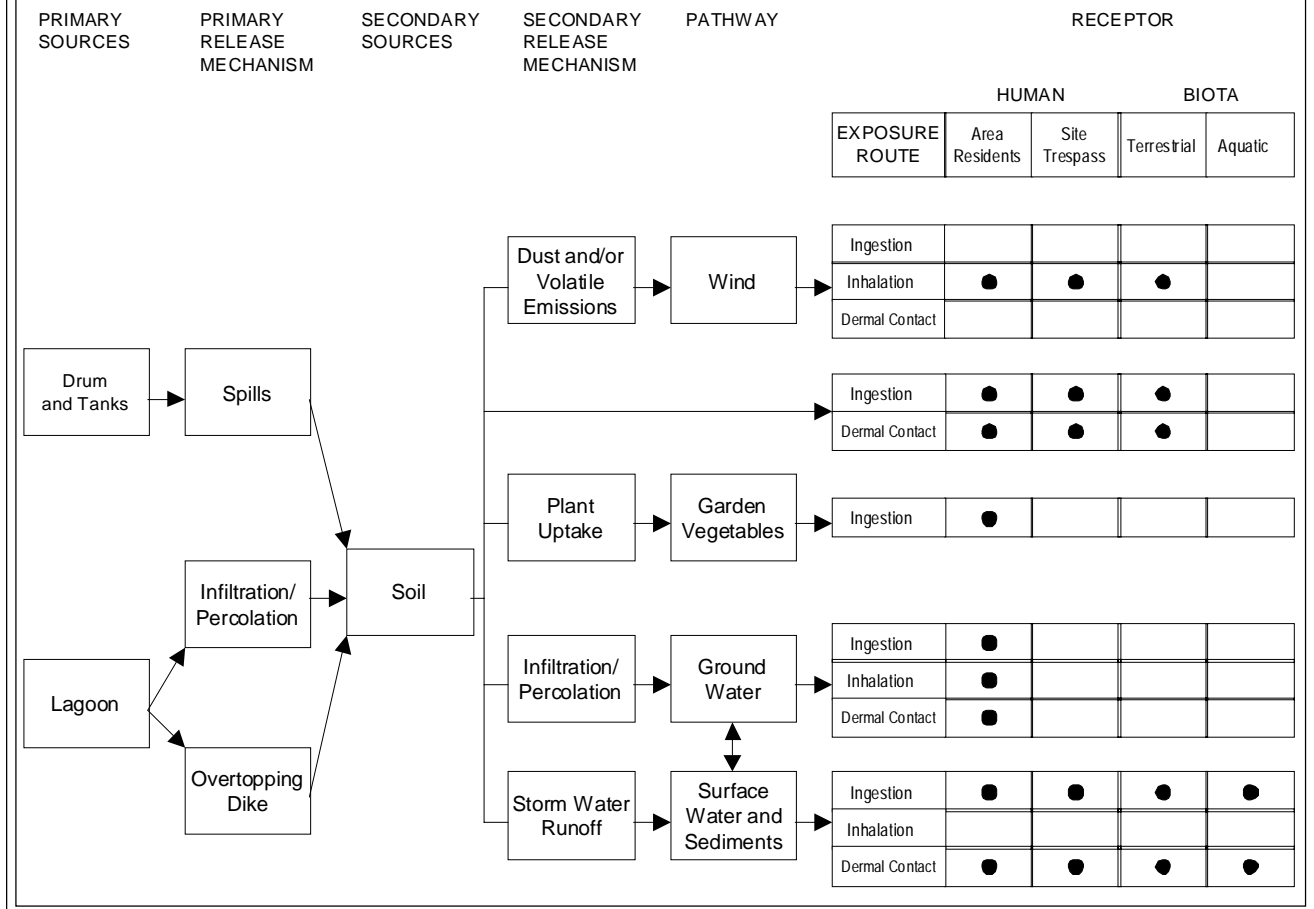 PRIMARY
SOURCES
PRIMARY
RELEASE
MECHANISM
SECONDARY
SOURCES
SECONDARY
RELEASE
MECHANISM
PATHWAY
RECEPTOR
HUMAN
BIOTA
EXPOSURE
ROUTE
Area
Residents
Site
Trespass
Terrestrial
Aquatic
Dust and/or
Volatile
Emissions
Wind
Ingestion
Inhalation
Dermal Contact
Drum
and Tanks
Spills
Ingestion
Dermal Contact
Plant
Uptake
Garden
Vegetables
Ingestion
Infiltration/
Percolation
Soil
Lagoon
Infiltration/
Percolation
Ground
Water
Ingestion
Inhalation
Dermal Contact
Overtopping
Dike
Storm Water
Runoff
Surface
Water and
Sediments
Ingestion
Inhalation
Dermal Contact